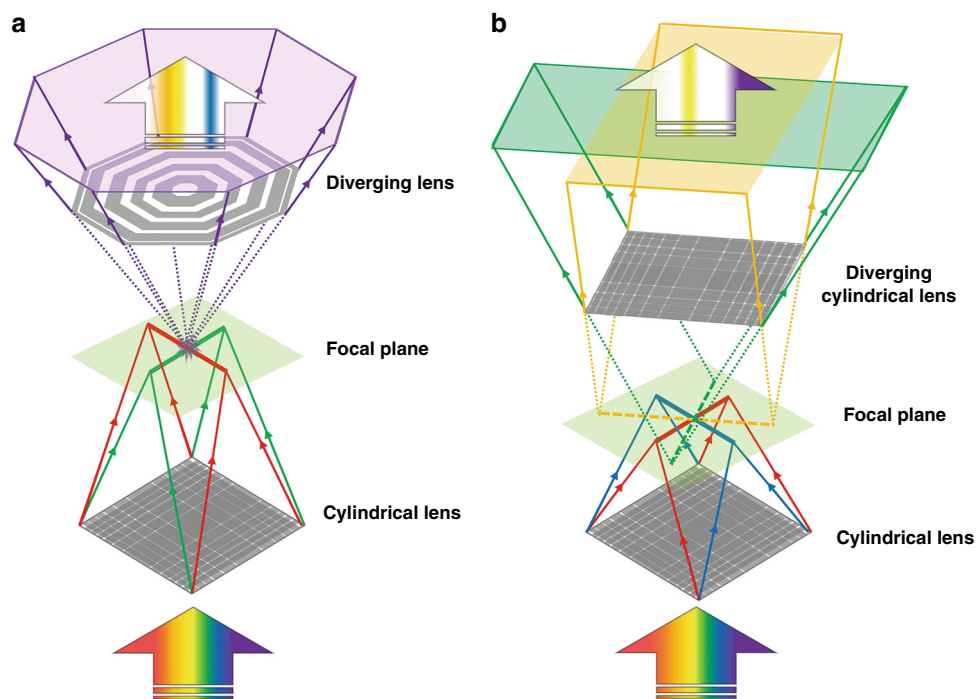 a
Diverging lens
Focal plane
Cylindrical lens
b
Diverging
cylindrical lens
Focal plane
Cylindrical lens